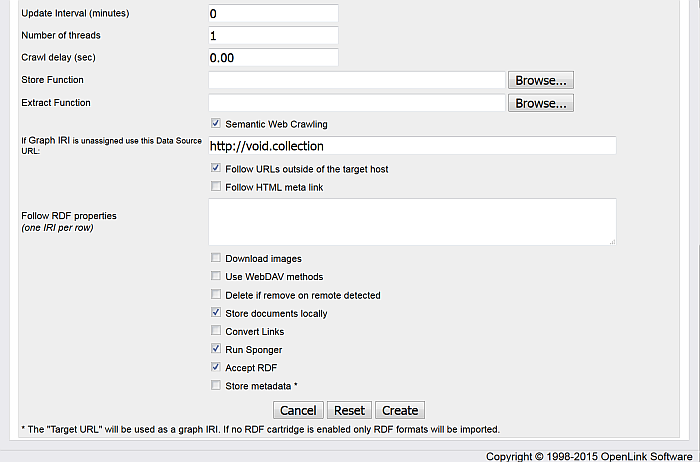 Update Interval (minutes) 0
Number of threads 1
Crawl delay (sec) 0.00
Store Function Browse...
Extract Function Browse...
Semantic Web Crawling
If Graph IRI is unassigned use this Data Source
URL: http://void.collection
Follow URLs outside of the target host
Follow HTML meta link
Follow RDF properties
(one IRI per row)
Download images
Use WebDAV methods
Delete if remove on remote detected
Store documents locally
Convert Links
Run Sponger
Accept RDF
Store metadata *
Cancel Reset Create
* The "Target URL" will be used as a graph IRI. If no RDF cartridge is enabled only RDF formats will be imported.
Copyright © 1998-2015 OpenLink Software